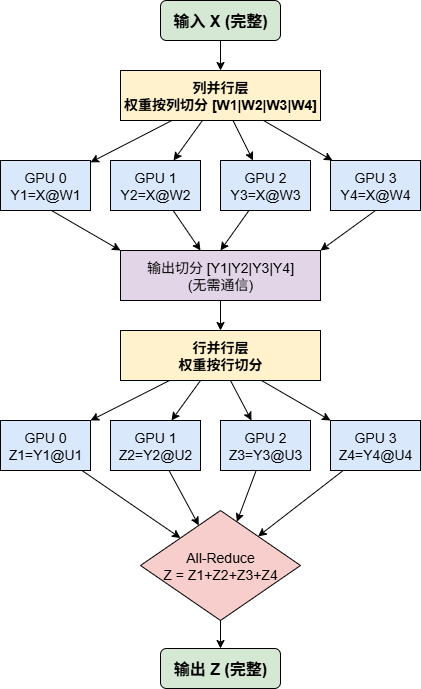 输入 X (完整)
列并行层
权重按列切分 [W1|W2|W3|W4]
GPU 0
Y1=X@W1
GPU 1
Y2=X@W2
GPU 2
Y3=X@W3
GPU 3
Y4=X@W4
输出切分 [Y1|Y2|Y3|Y4]
(无需通信)
行并行层
权重按行切分
GPU 0
Z1=Y1@U1
GPU 1
Z2=Y2@U2
GPU 2
Z3=Y3@U3
GPU 3
Z4=Y4@U4
All-Reduce
Z = Z1+Z2+Z3+Z4
输出 Z (完整)